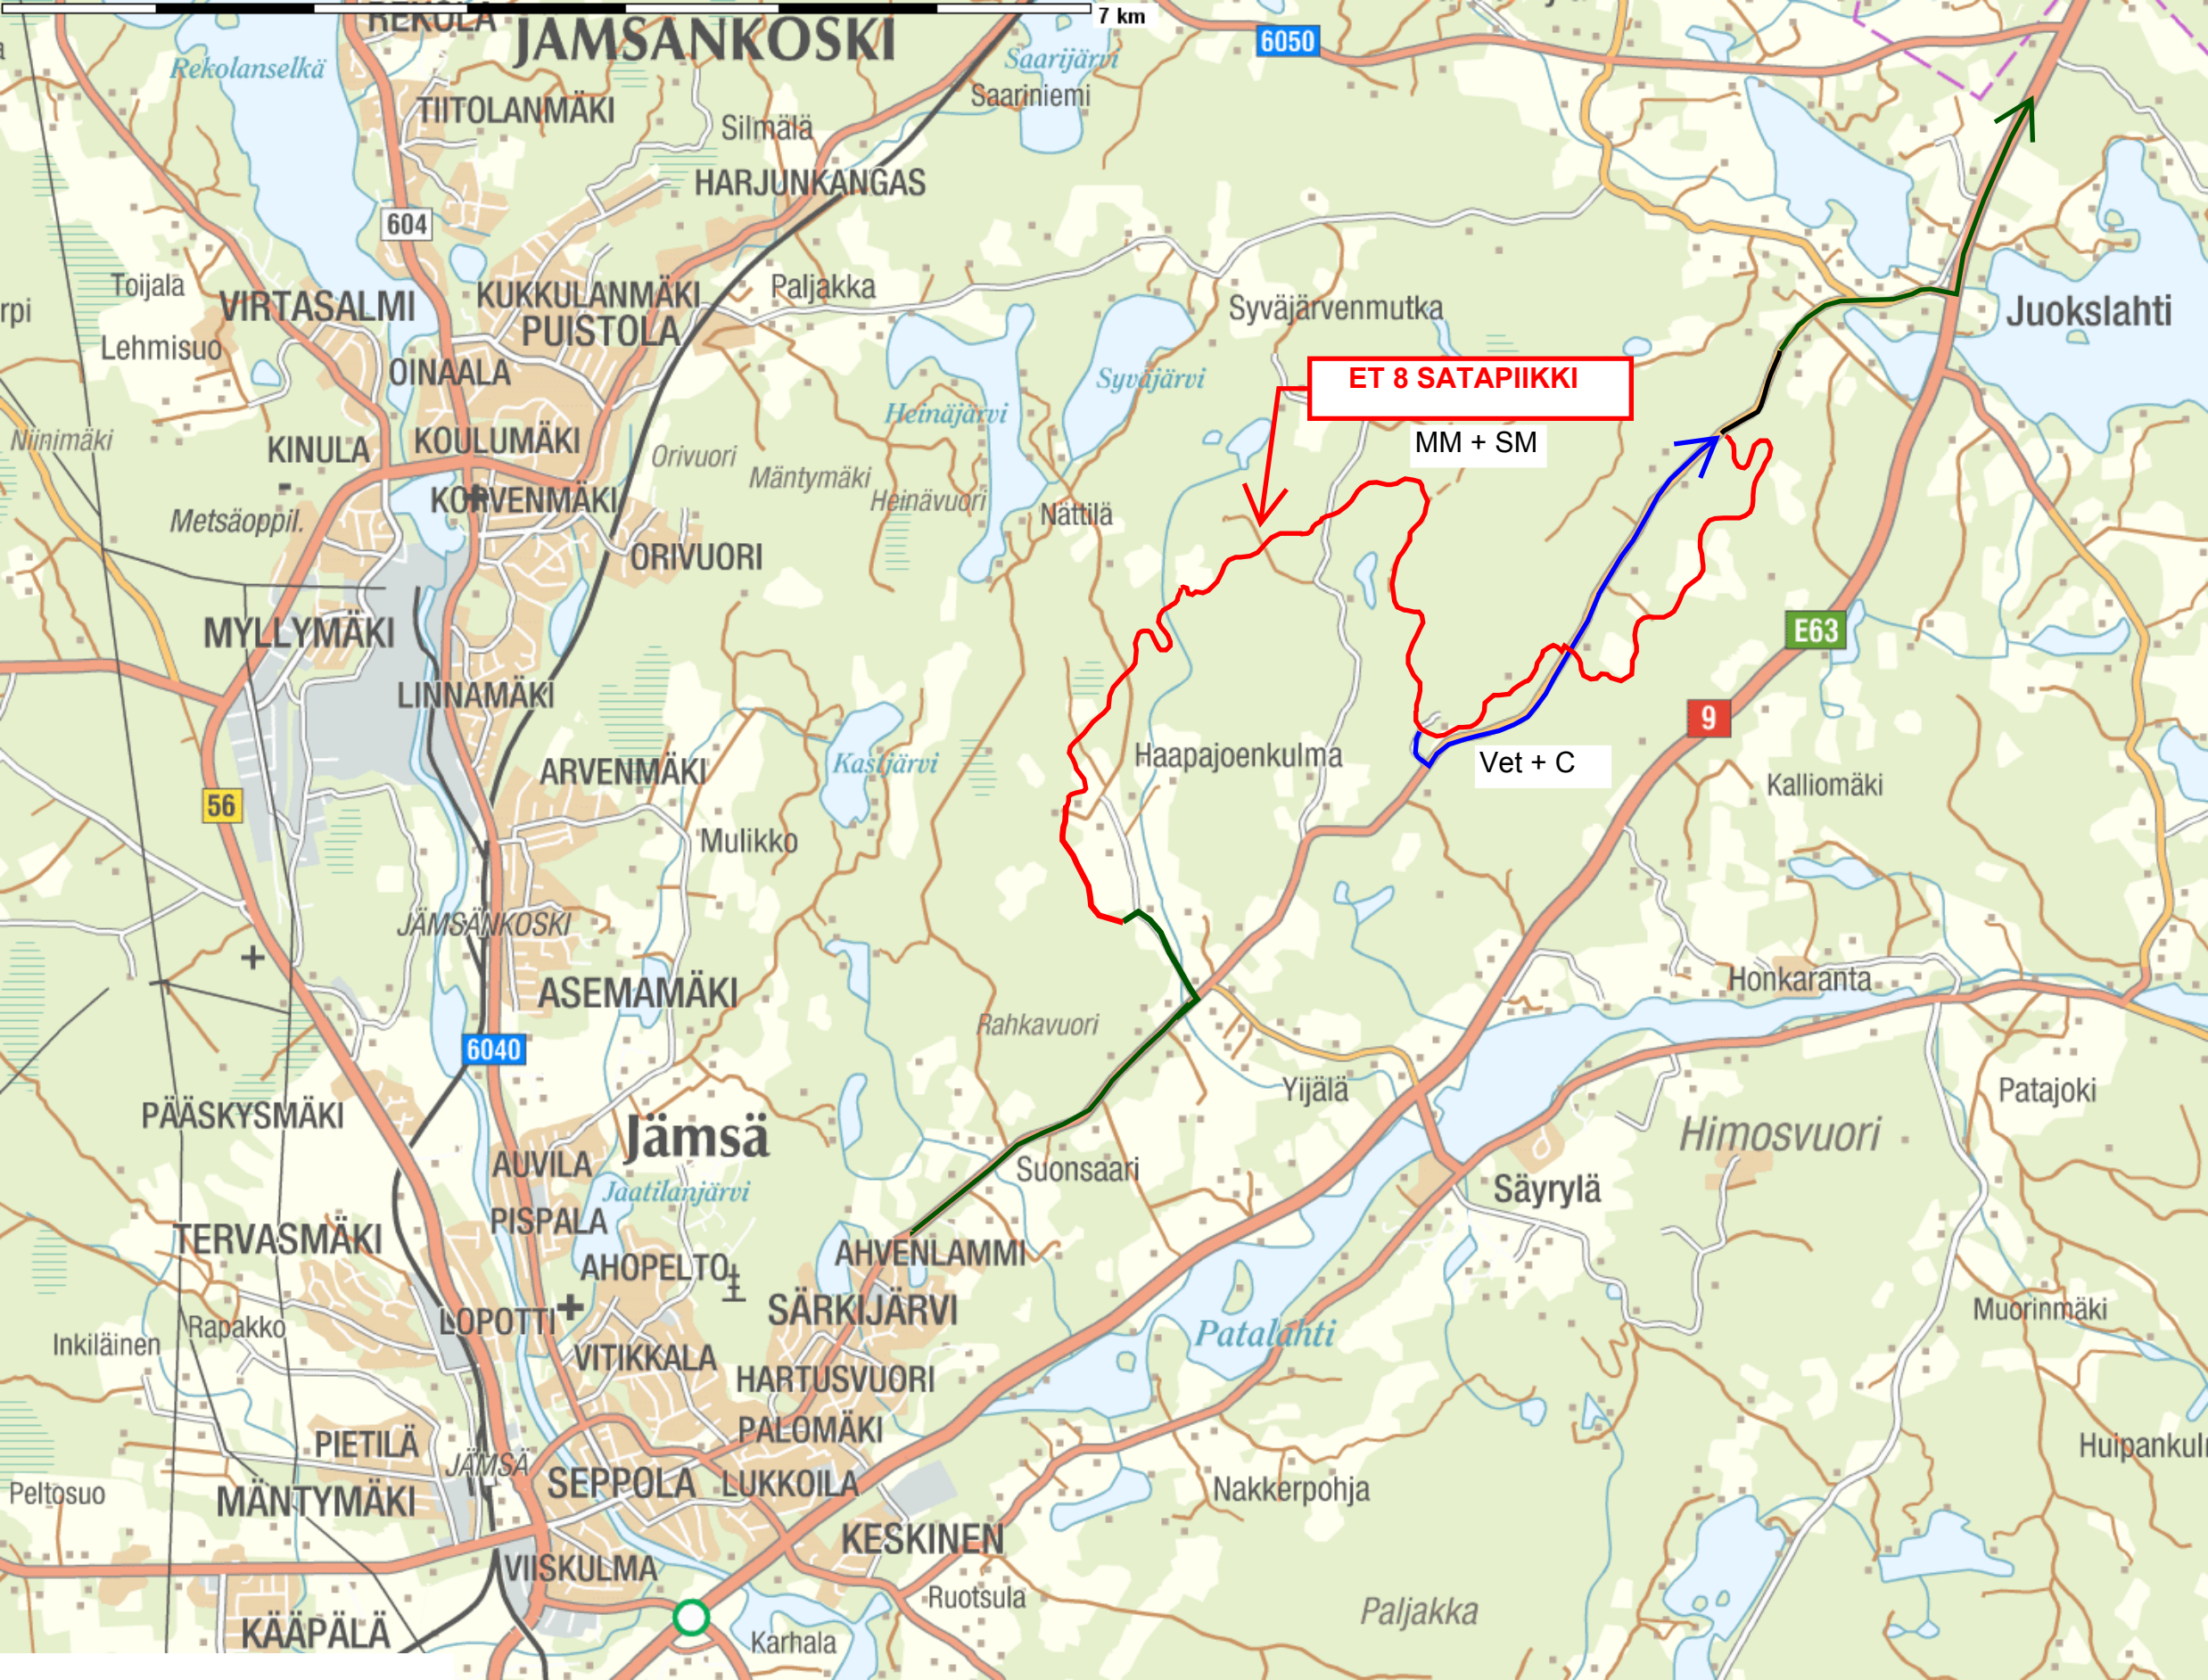 REKOLA
JÄMSÄNKOSKI
7 km
6050
Rekolanselkä
Saarijärvi
Saariniemi
TIITOLANMÄKI
Silmälä
HARJUNKANGAS
604
Toijala
VIRTASALMI
KUKKULANMÄKI
Paljakka
Syväjärvenmutka
Juokslahti
rpi
PUISTOLA
Lehmisuo
OINAALA
Syväjärvi
ET 8 SATAPIIKKI
Heinäjärvi
Niinimäki
KINULA
KOULUMÄKI
Orivuori
MM + SM
Mäntymäki
Heinävuori
KORVENMÄKI
Nättilä
Metsäoppil.
ORIVUORI
MYLLYMÄKI
E63
LINNAMÄKI
9
Haapajoenkulma
Kastjärvi
Vet + C
ARVENMÄKI
Kalliomäki
56
Mulikko
JÄMSÄNKOSKI
ASEMAMÄKI
Honkaranta
Rahkavuori
6040
Yijälä
Patajoki
PÄÄSKYSMÄKI
Jämsä
Himosvuori
AUVILA
Suonsaari
Jaatilanjärvi
Säyrylä
PISPALA
TERVASMÄKI
AHVENLAMMI
AHOPELTO
SÄRKIJÄRVI
Muorinmäki
LOPOTTI
Rapakko
Inkiläinen
Patalahti
VITIKKALA
HARTUSVUORI
PALOMÄKI
PIETILÄ
Huipankul
JÄMSÄ
SEPPOLA
LUKKOILA
Peltosuo
MÄNTYMÄKI
Nakkerpohja
KESKINEN
VIISKULMA
Ruotsula
Paljakka
KÄÄPÄLÄ
Karhala